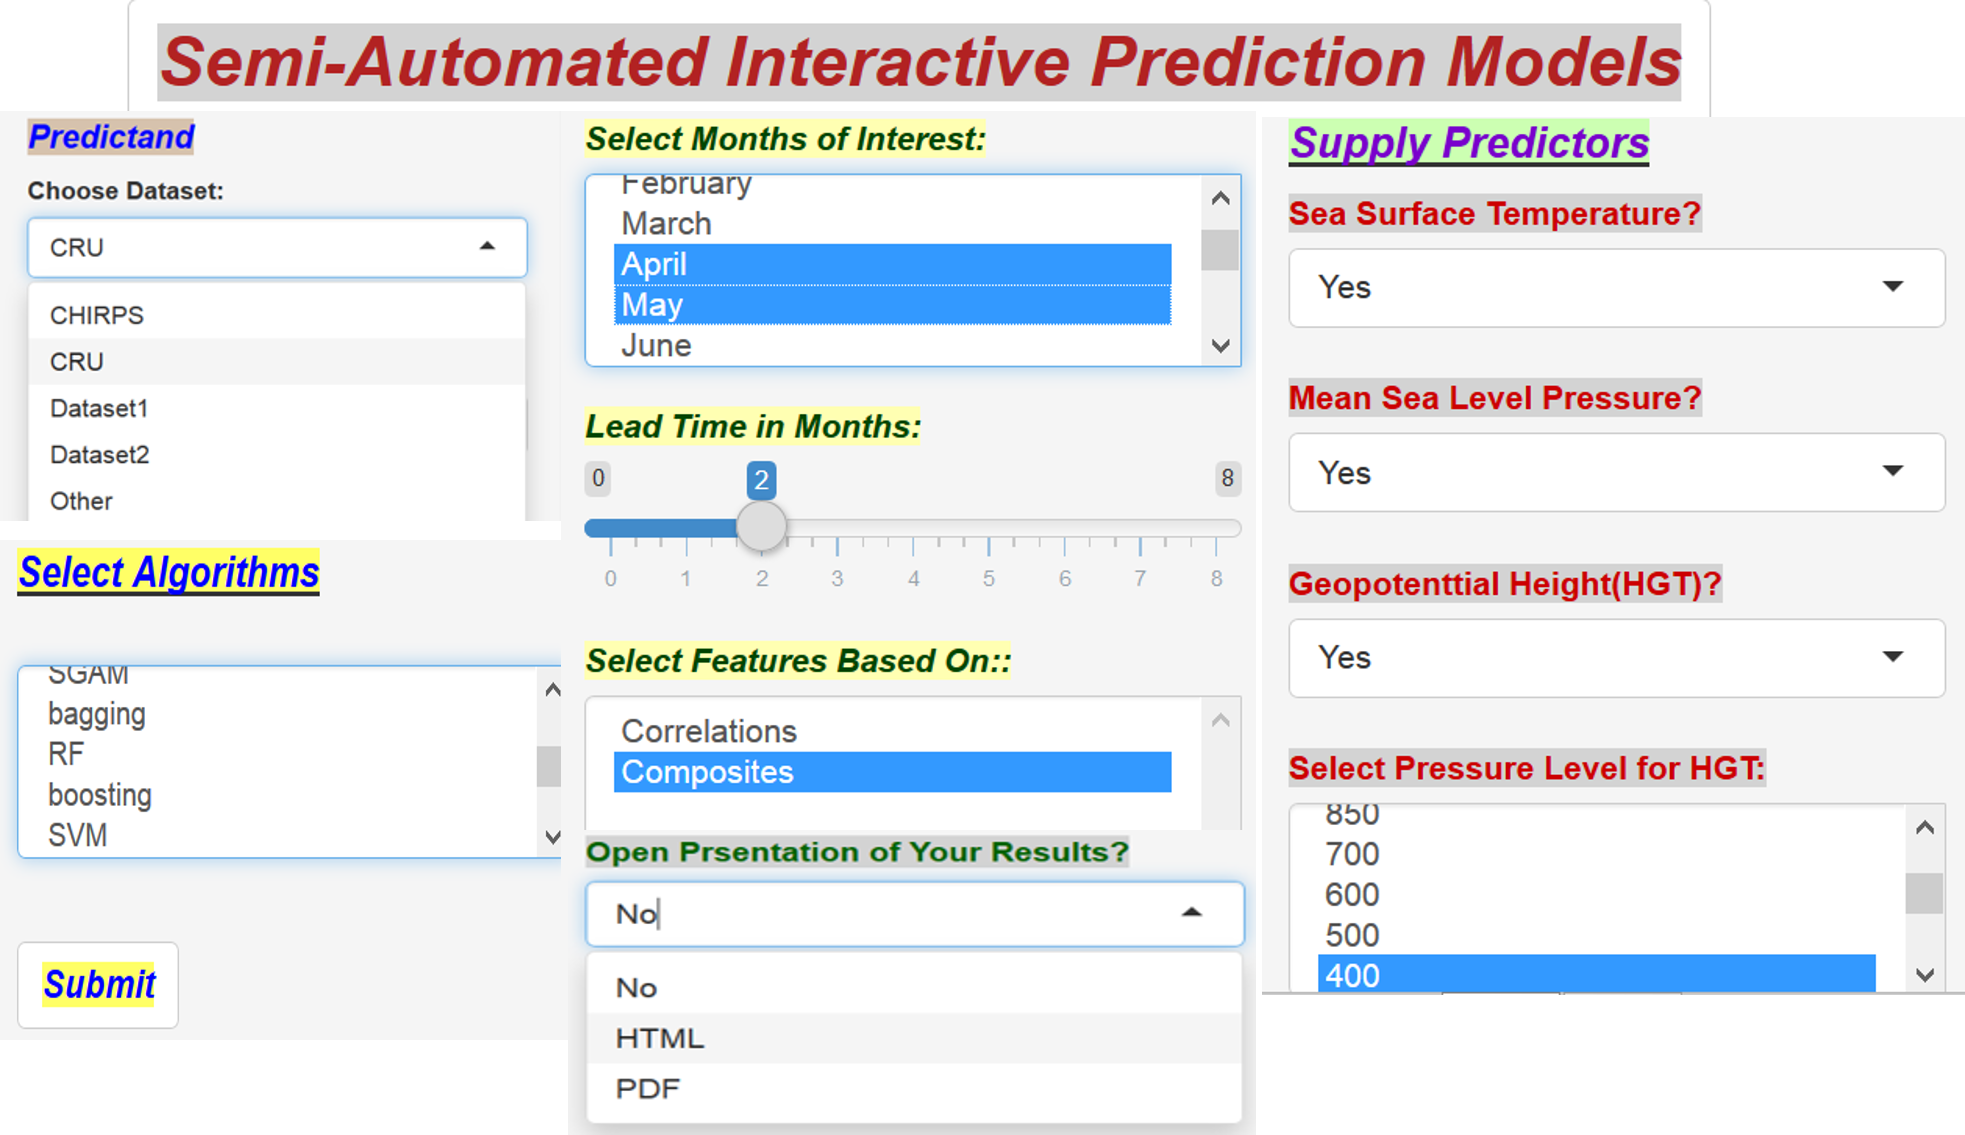 Semi-Automated Interactive Prediction Models
Predictand
Choose Dataset:
CRU
CHIRPS
CRU
Dataset1
Dataset2
Other
Select Algorithms
SGAM
bagging
RF
boosting
SVM
Submit
Select Months of Interest:
February
March
April
May
June
Lead Time in Months:
0 2 8
0 1 2 3 4 5 6 7 8
Select Features Based On::
Correlations
Composites
Open Prsentation of Your Results?
No
No
HTML
PDF
Supply Predictors
Sea Surface Temperature?
Yes
Mean Sea Level Pressure?
Yes
Geopotenttial Height(HGT)?
Yes
Select Pressure Level for HGT:
850
700
600
500
400